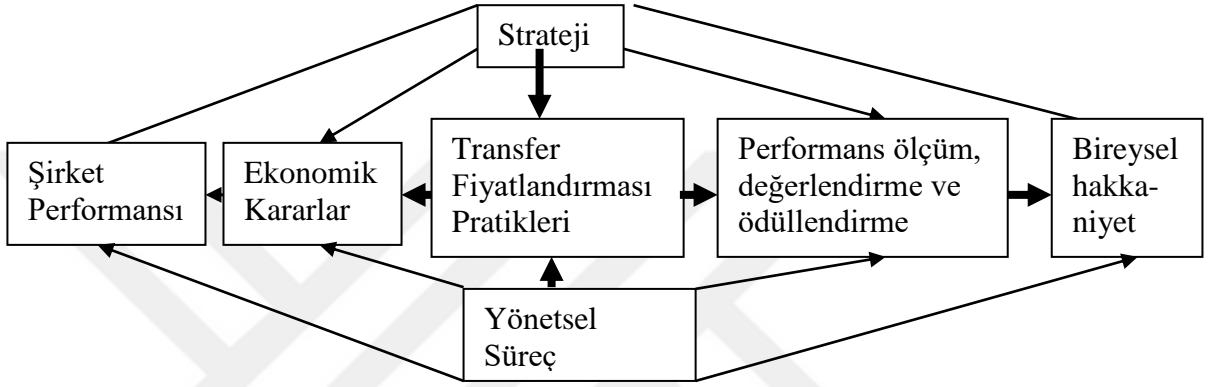 Strateji
Şirket
Performansı
Ekonomik
Kararlar
Transfer
Fiyatlandırması
Pratikleri
Performans ölçüm,
değerlendirme ve
ödüllendirme
Bireysel
hakka-
niyet
Yönetsel
Süreç